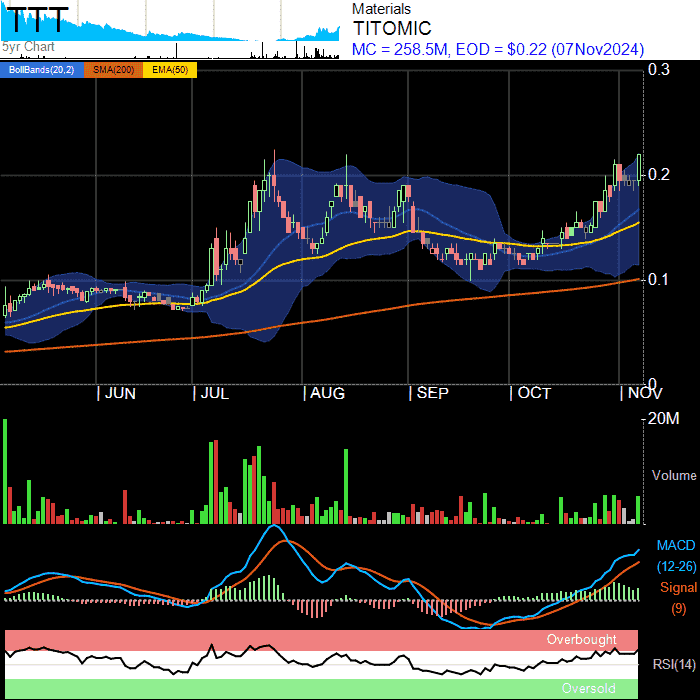 TTT
5yr Chart
Materials
TITOMIC
MC = 258.5M, EOD = $0.22 (07Nov2024)
BollBands(20,2) SMA(200) EMA(50)
0.3
0.2
0.1
0
JUN JUL AUG SEP OCT NOV
20M
Volume
MACD
(12-26)
Signal
(9)
Overbought
RSI(14)
Oversold